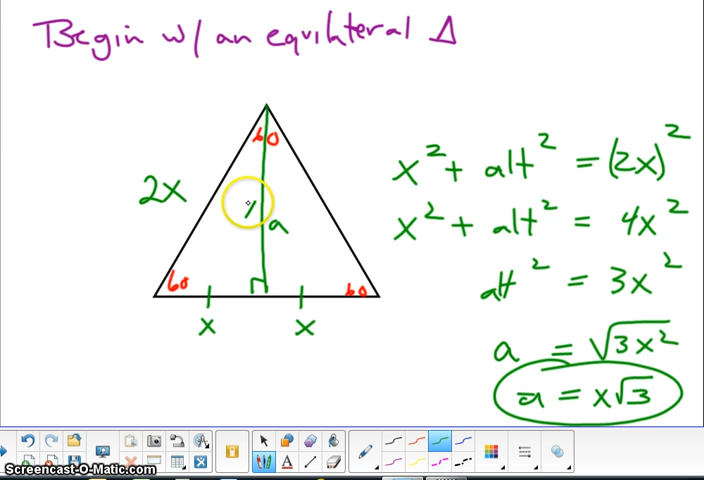 Begin w/ an equilteral Δ
60
2x
a
60
60
x
x
x² + alt² = (2x)²
x² + alt² = 4x²
alt² = 3x²
a = √3x²
a = x√3
A
Screencast-O-Matic.com